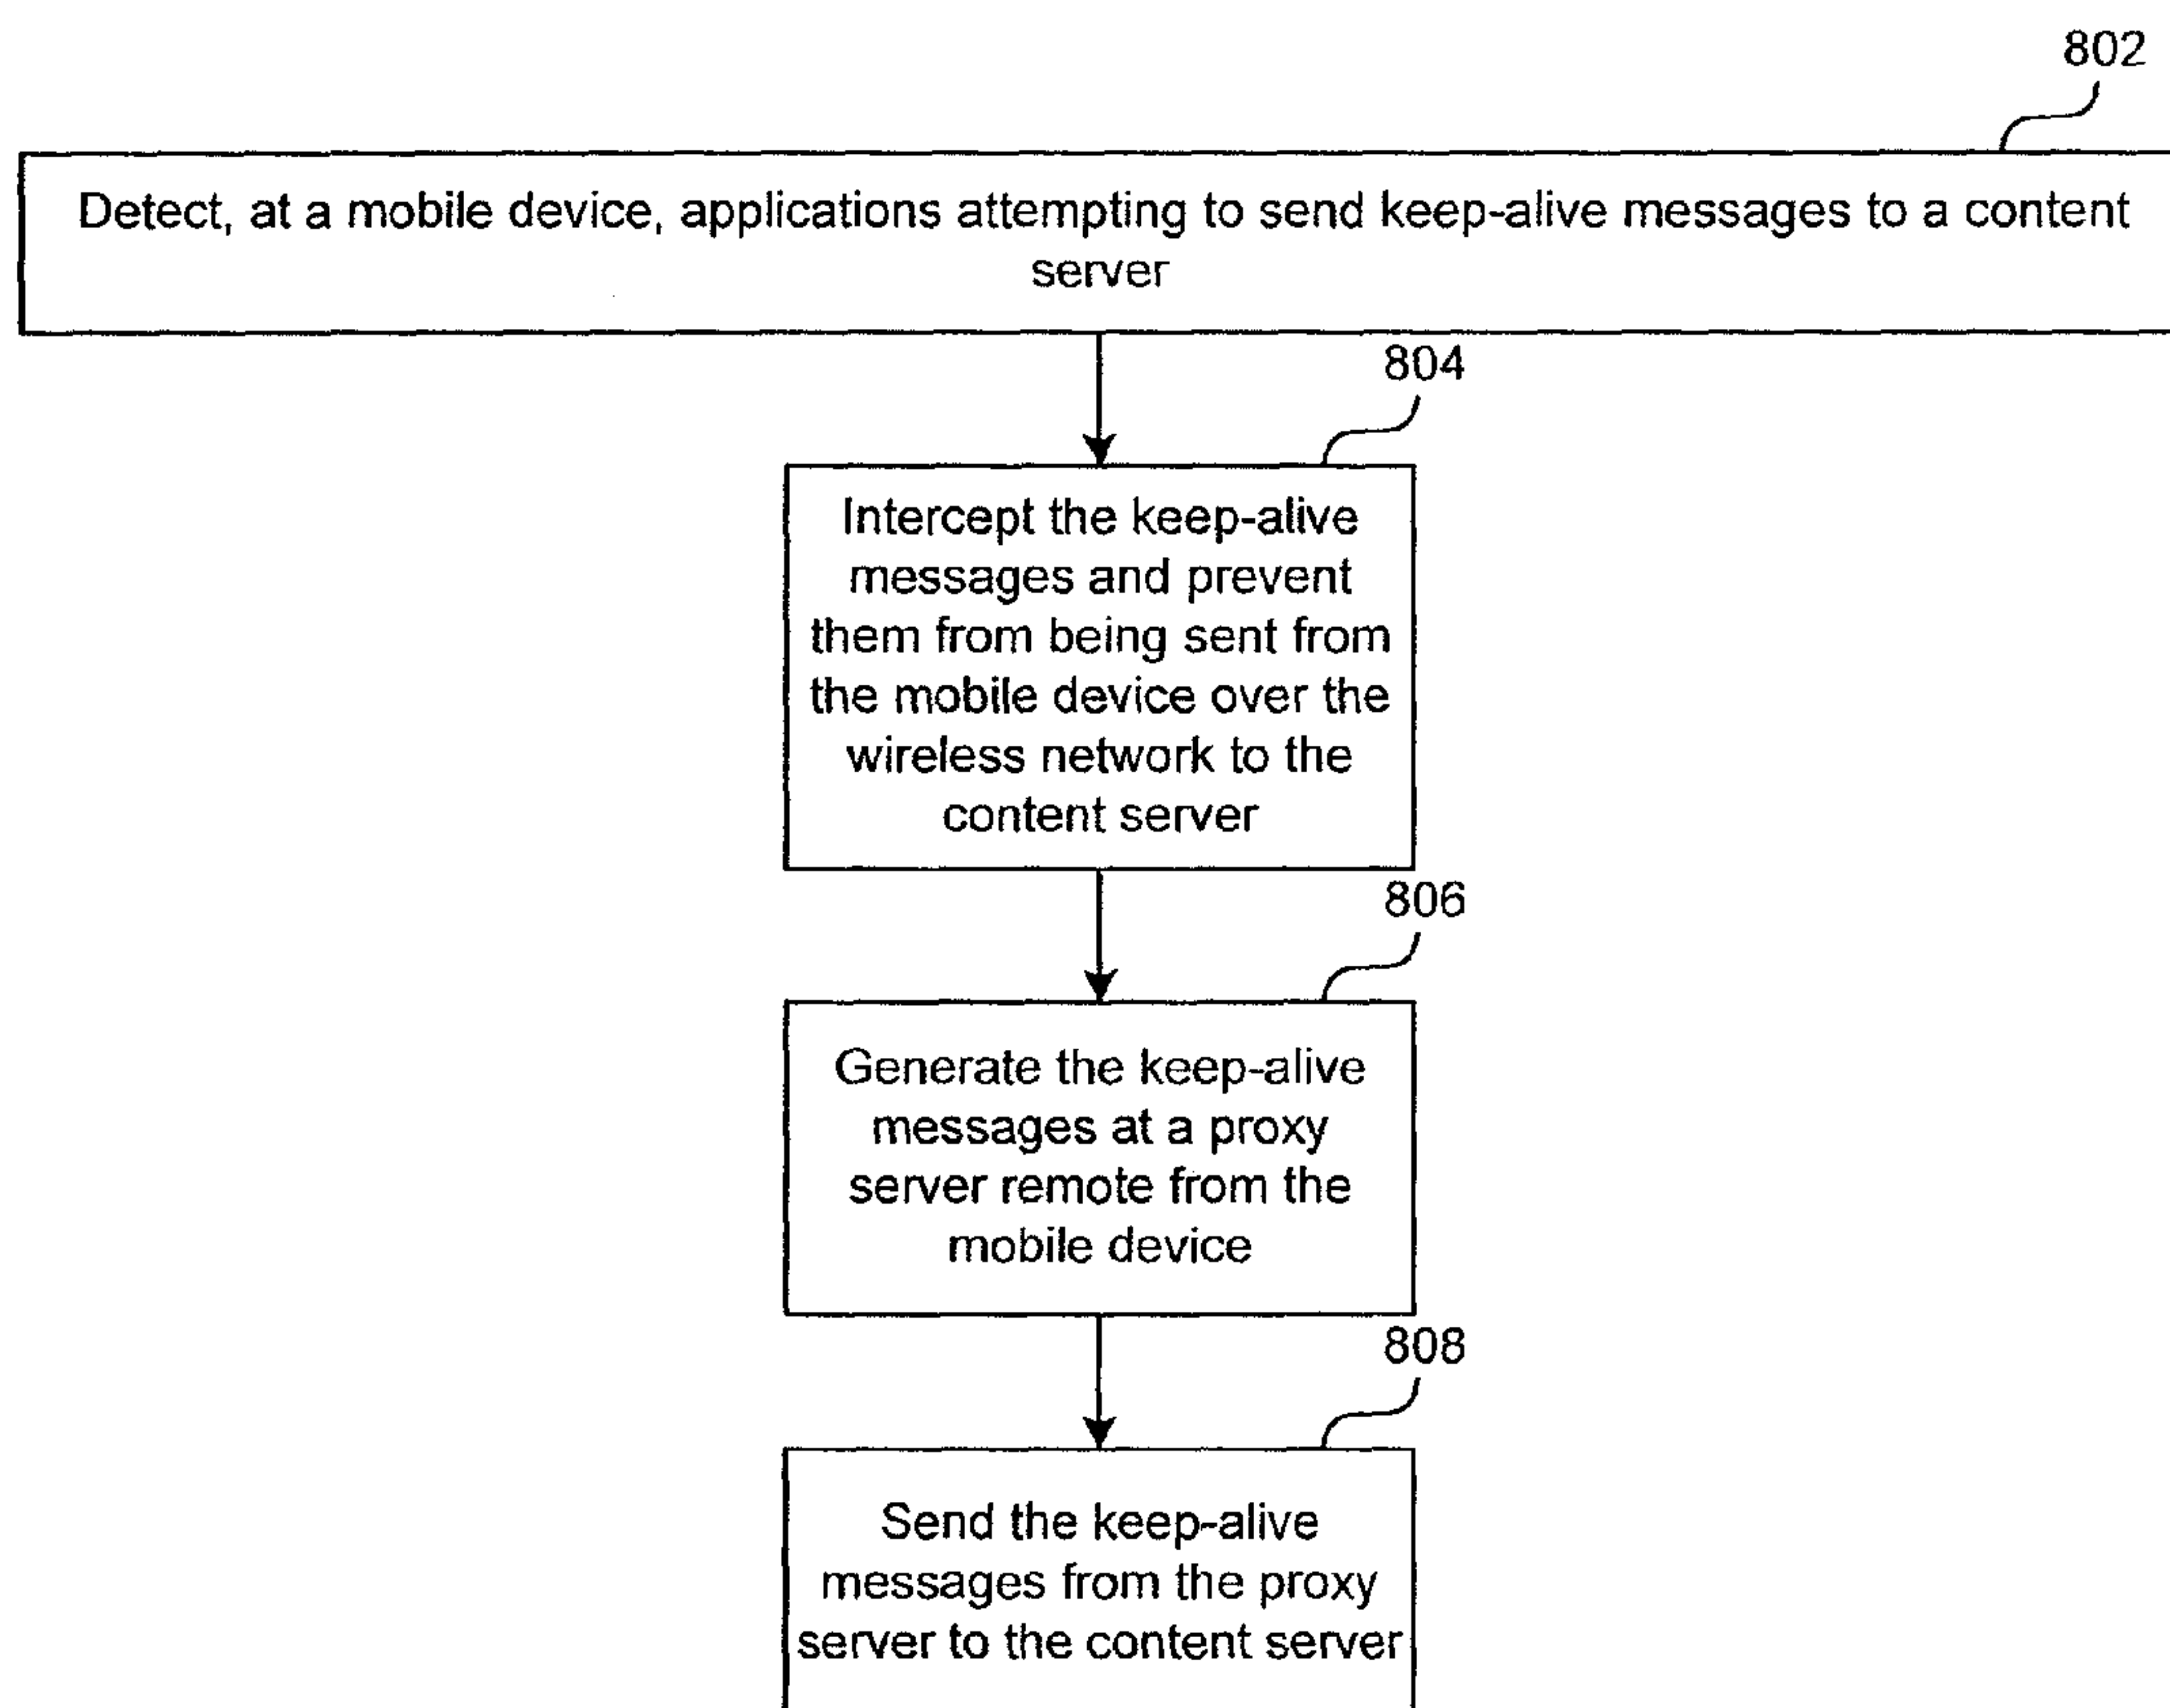 802
Detect, at a mobile device, applications attempting to send keep-alive messages to a content
server
804
Intercept the keep-alive
messages and prevent
them from being sent from
the mobile device over the
wireless network to the
content server
806
Generate the keep-alive
messages at a proxy
server remote from the
mobile device
808
Send the keep-alive
messages from the proxy
server to the content server